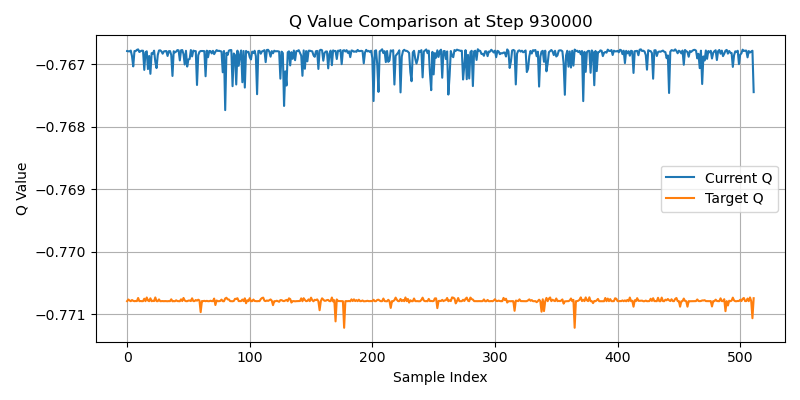 Q Value Comparison at Step 930000
Q Value
−0.767
−0.768
−0.769
−0.770
−0.771
Current Q
Target Q
0
100
200
300
400
500
Sample Index